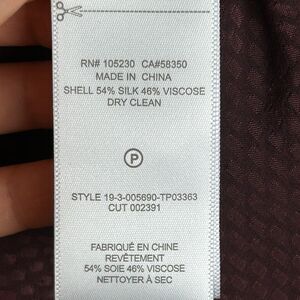 RN# 105230 CA#58350
MADE IN CHINA
SHELL 54% SILK 46% VISCOSE
DRY CLEAN
P
STYLE 19-3-005690-TP03363
CUT 002391
FABRIQUÉ EN CHINE
REVÊTEMENT
54% SOIE 46% VISCOSE
NETTOYER À SEC